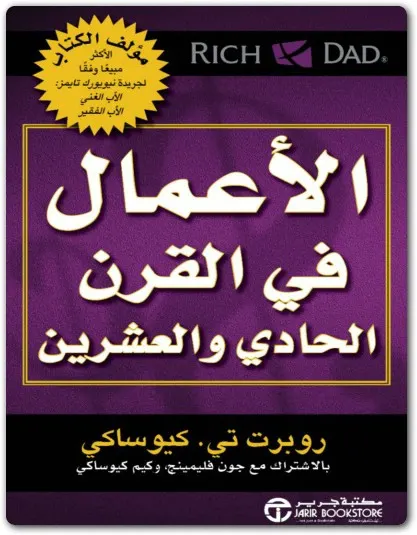 مؤلف الكتاب
الأكثر
مبيعًا وفقًا
لجريدة نيويورك تايمز:
الأب الغني
الأب الفقير
RICH DAD®
الأعمال
في القرن
الحادي والعشرين
روبرت تي. كيوساكي
بالاشتراك مع جون فليمينج، وكيم كيوساكي
مكتبة جرير
JARIR BOOKSTORE